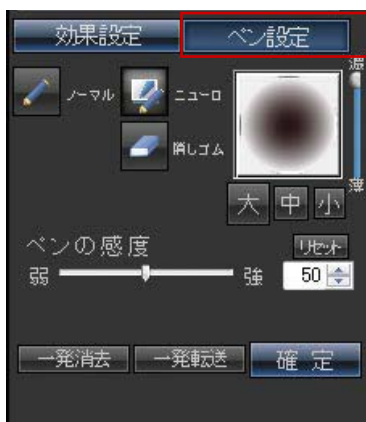 効果設定 ペン設定
濃
ノーマル ニューロ
消しゴム
薄
大 中 小
ペンの感度 リセット
弱 強 50
一発消去 一発転送 確定